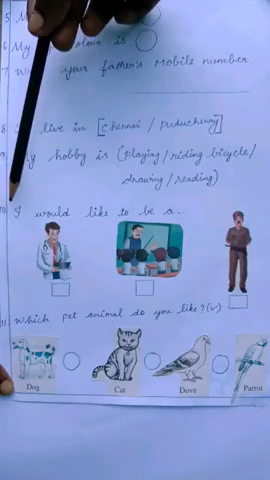 5 My
6 My colour is
7 your father's mobile number
8 I live in [chennai / puducherry]
9 My hobby is (playing / riding bicycle /
drawing / reading)
10 I would like to be a..
11 Which pet animal do you like? (✓)
Dog Cat Dove Parrot